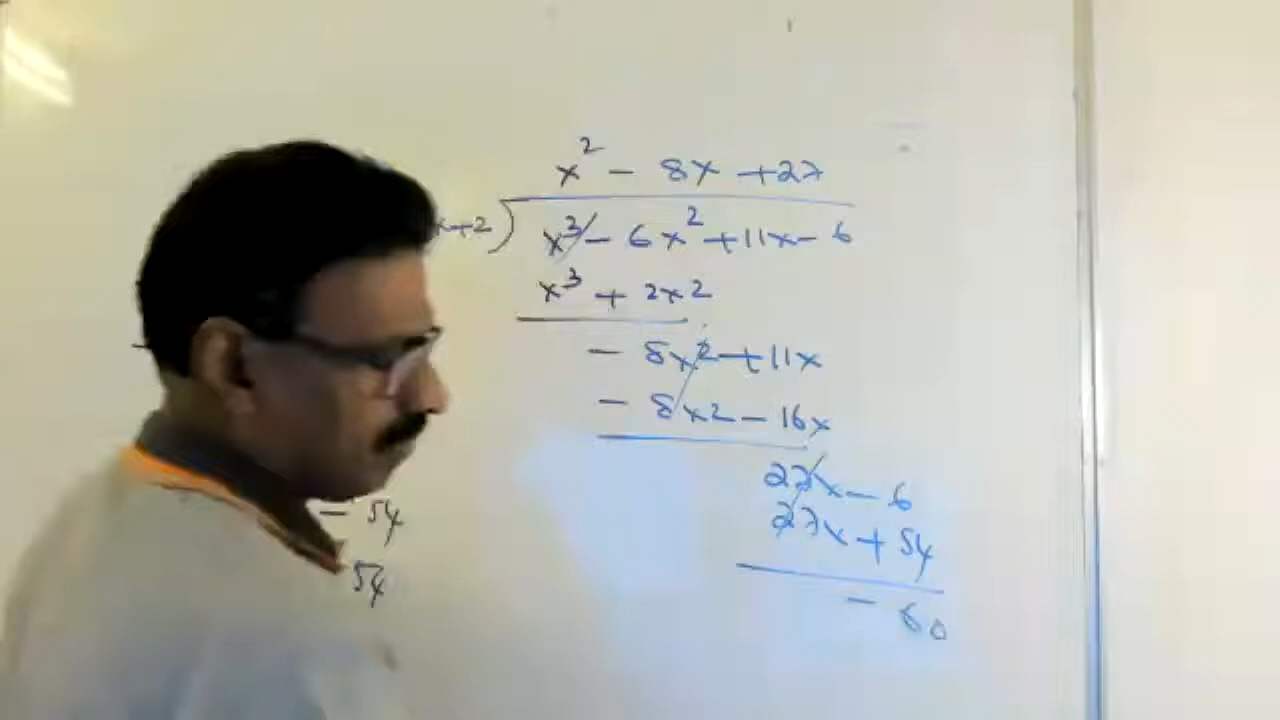 x² - 8x + 27
x+2) x³ - 6x² + 11x - 6
x³ + 2x2
- 8x² + 11x
- 8x2 - 16x
27x - 6
27x + 54
- 60
- 54
54